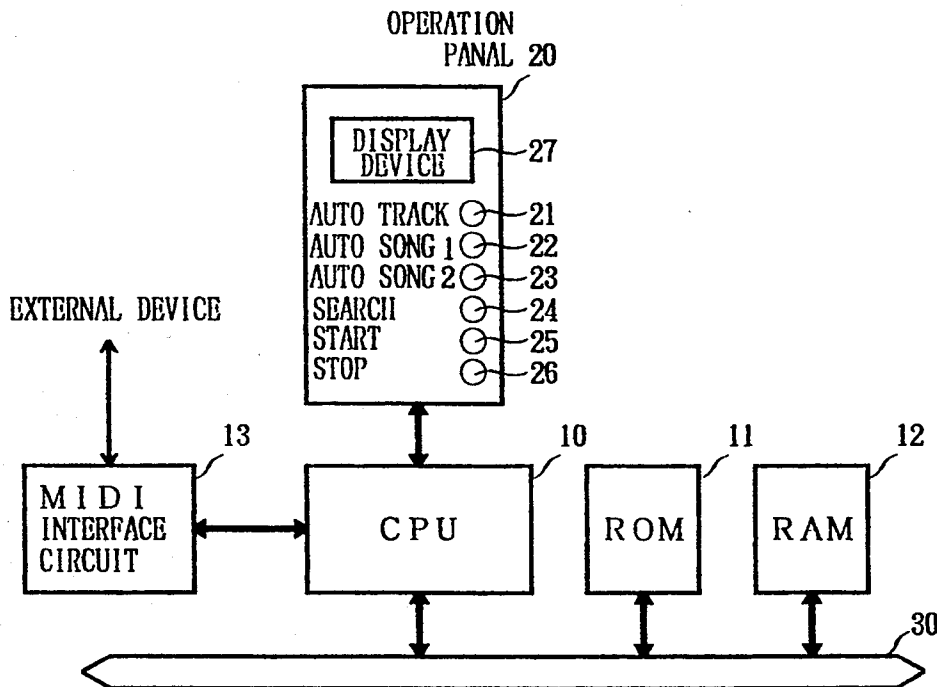 OPERATION
PANAL 20
DISPLAY
DEVICE
27
AUTO TRACK 21
AUTO SONG 1 22
AUTO SONG 2 23
SEARCH 24
START 25
STOP 26
EXTERNAL DEVICE
13
10
11
12
MIDI
INTERFACE
CIRCUIT
CPU
ROM
RAM
30